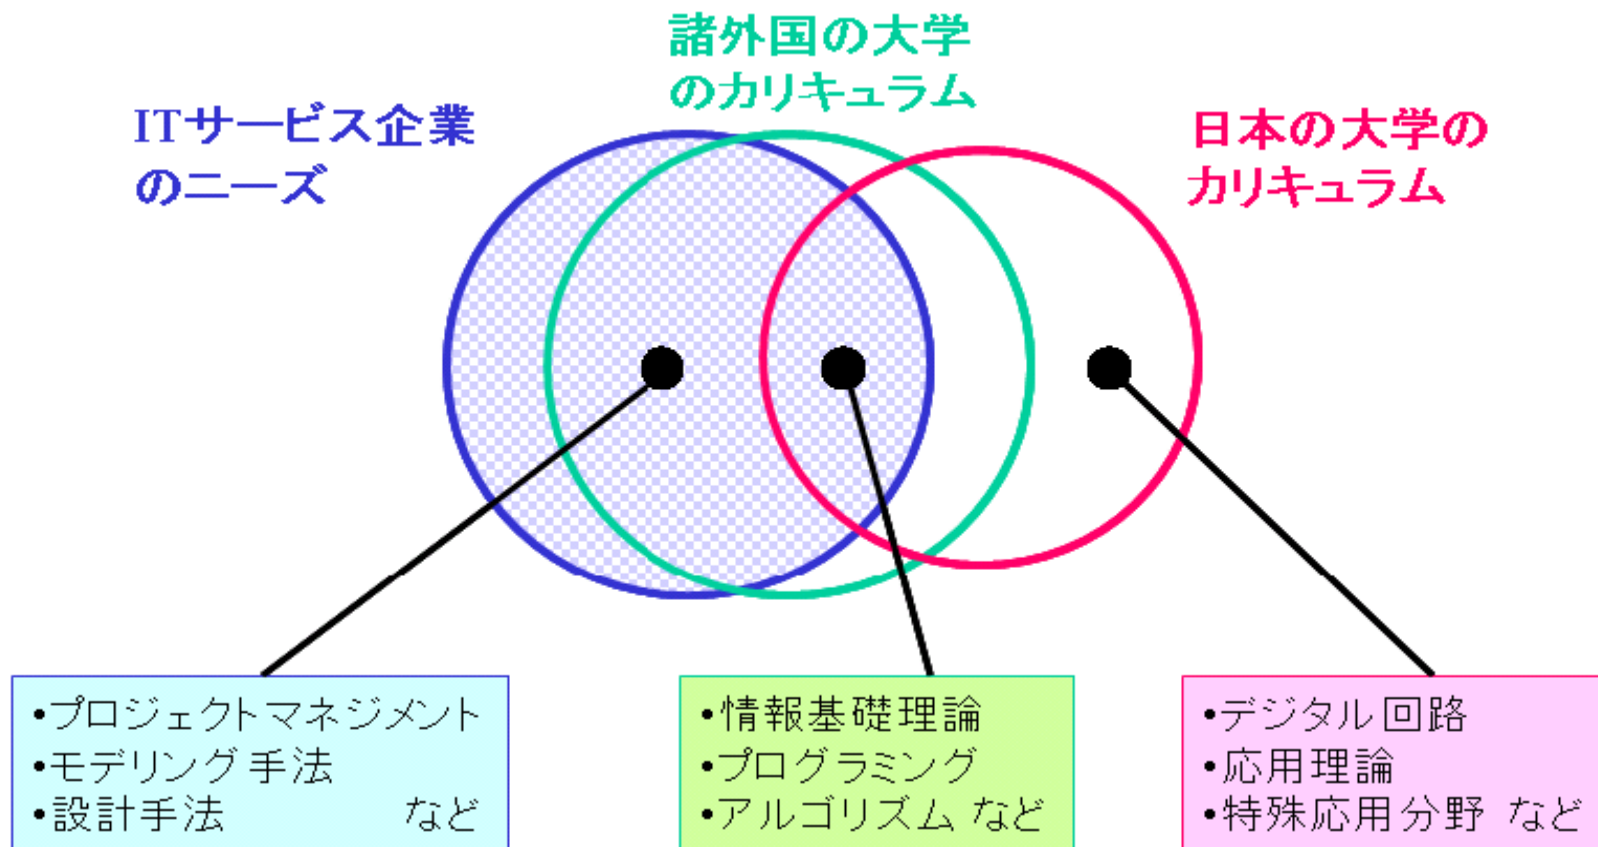 諸外国の大学
のカリキュラム
ITサービス企業
のニーズ
日本の大学の
カリキュラム
•プロジェクトマネジメント
•モデリング手法
•設計手法 など
•情報基礎理論
•プログラミング
•アルゴリズム など
•デジタル回路
•応用理論
•特殊応用分野 など